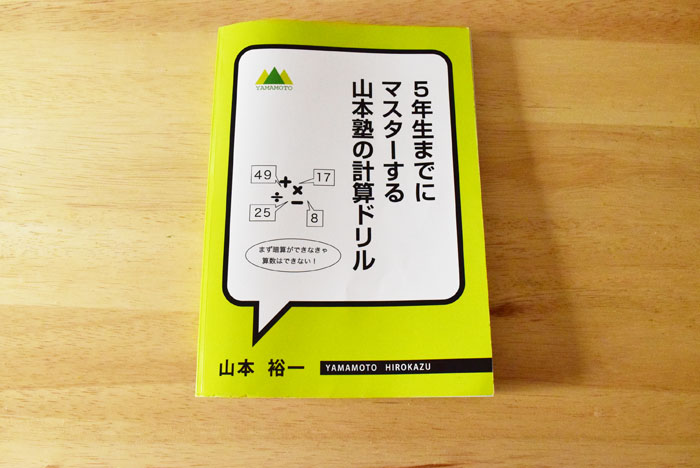 5年生までに
マスターする
山本塾の計算ドリル
YAMAMOTO
49
17
+
×
÷
−
25
8
まず暗算ができなきゃ
算数はできない！
山本 裕一
YAMAMOTO HIROKAZU